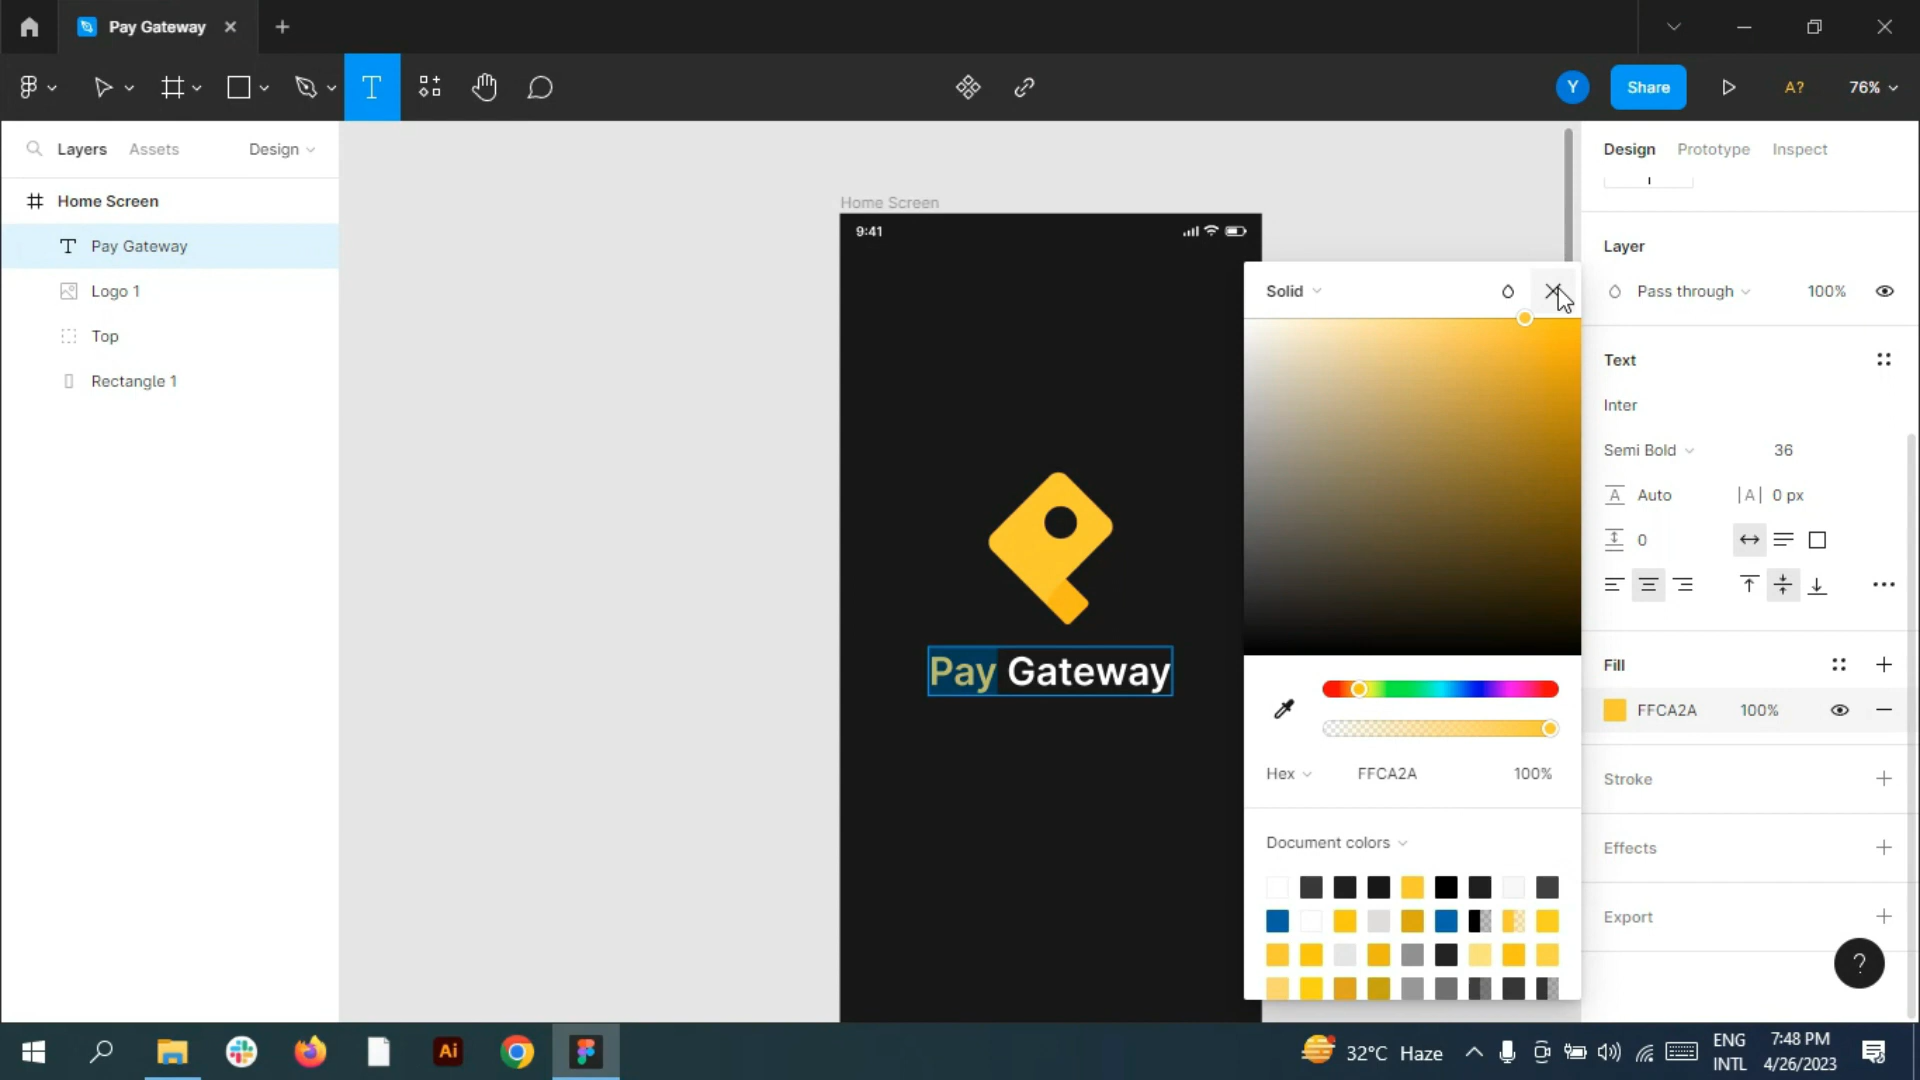 Pay Gateway
Y
Share
A?
76%
Layers
Assets
Design
Design
Prototype
Inspect
Home Screen
Home Screen
Pay Gateway
Logo 1
Top
Rectangle 1
9:41
Pay Gateway
Solid
Hex
FFCA2A
100%
Document colors
Layer
Pass through
100%
Text
Inter
Semi Bold
36
A
Auto
|A|
0 px
0
Fill
FFCA2A
100%
Stroke
Effects
Export
?
Ai
32°C Haze
ENG
INTL
7:48 PM
4/26/2023